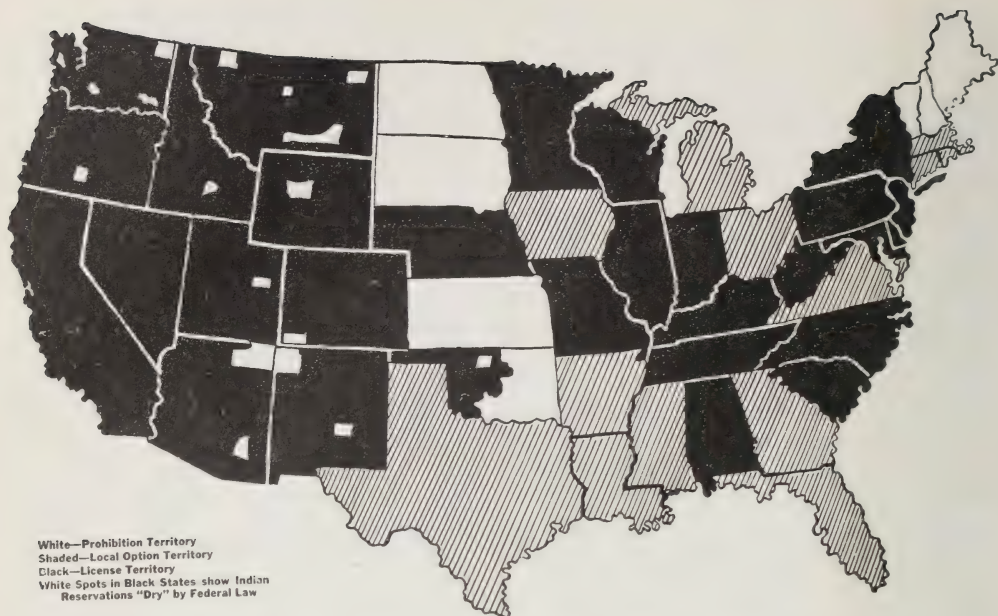 White—Prohibition Territory
Shaded—Local Option Territory
Black—License Territory
White Spots in Black States show Indian
Reservations "Dry" by Federal Law